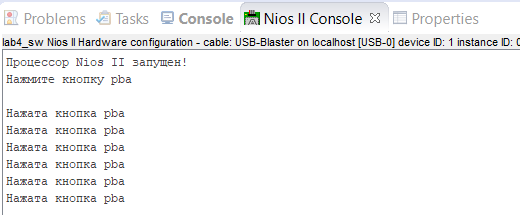 Problems Tasks Console Nios II Console Properties
lab4_sw Nios II Hardware configuration - cable: USB-Blaster on localhost [USB-0] device ID: 1 instance ID: 0
Процессор Nios II запущен!
Нажмите кнопку pba
Нажата кнопка pba
Нажата кнопка pba
Нажата кнопка pba
Нажата кнопка pba
Нажата кнопка pba
Нажата кнопка pba